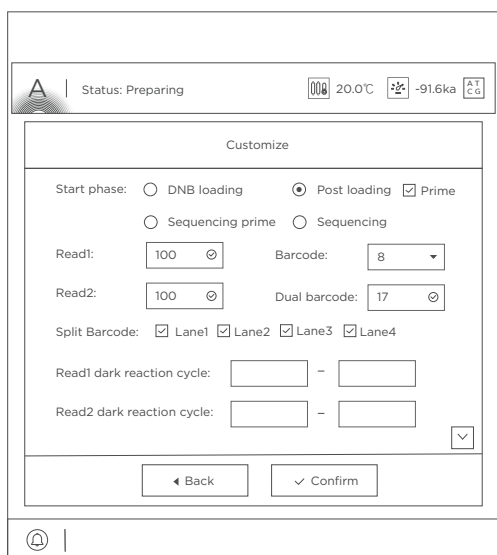 A Status: Preparing 20.0℃ -91.6ka A T C G
Customize
Start phase: DNB loading Post loading Prime
Sequencing prime Sequencing
Read1: 100 Barcode: 8
Read2: 100 Dual barcode: 17
Split Barcode: Lane1 Lane2 Lane3 Lane4
Read1 dark reaction cycle: –
Read2 dark reaction cycle: –
Back Confirm